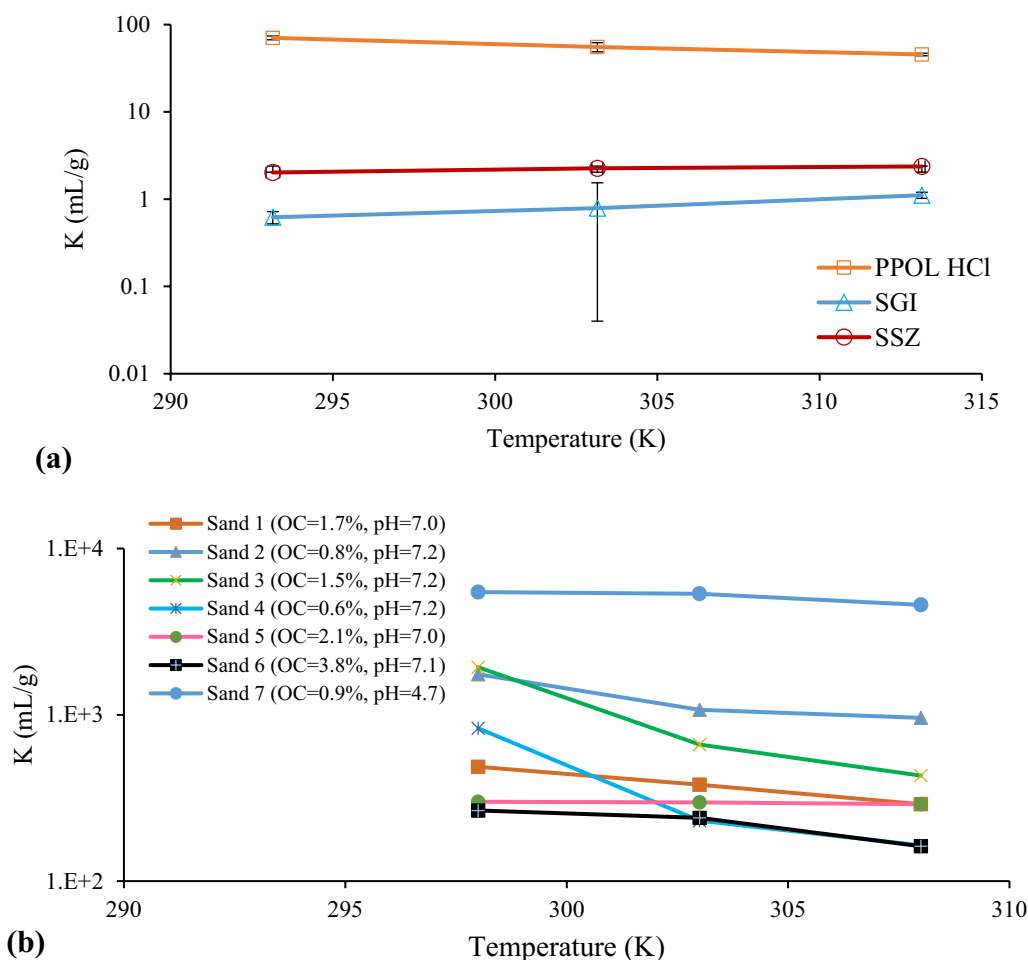 100
10
1
0.1
0.01
K (mL/g)
PPOL HCl
SGI
SSZ
290
295
300
305
310
315
Temperature (K)
(a)
Sand 1 (OC=1.7%, pH=7.0)
Sand 2 (OC=0.8%, pH=7.2)
Sand 3 (OC=1.5%, pH=7.2)
Sand 4 (OC=0.6%, pH=7.2)
Sand 5 (OC=2.1%, pH=7.0)
Sand 6 (OC=3.8%, pH=7.1)
Sand 7 (OC=0.9%, pH=4.7)
1.E+4
1.E+3
1.E+2
K (mL/g)
290
295
300
305
310
Temperature (K)
(b)